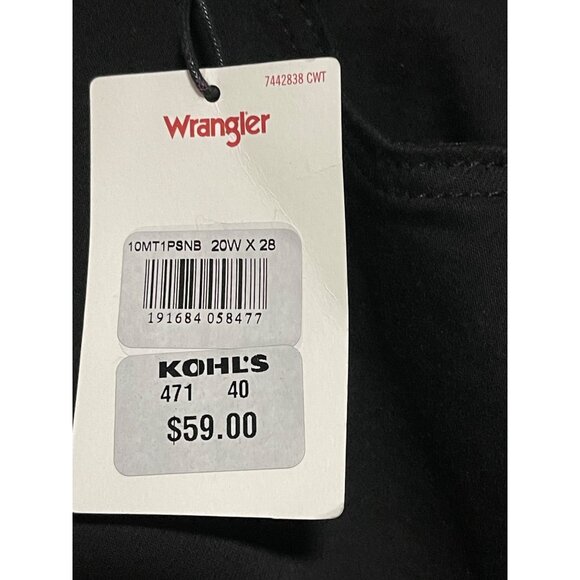 7442838 CWT
Wrangler
10MT1PSNB 20W X 28
191684 058477
KOHL'S
471 40
$59.00